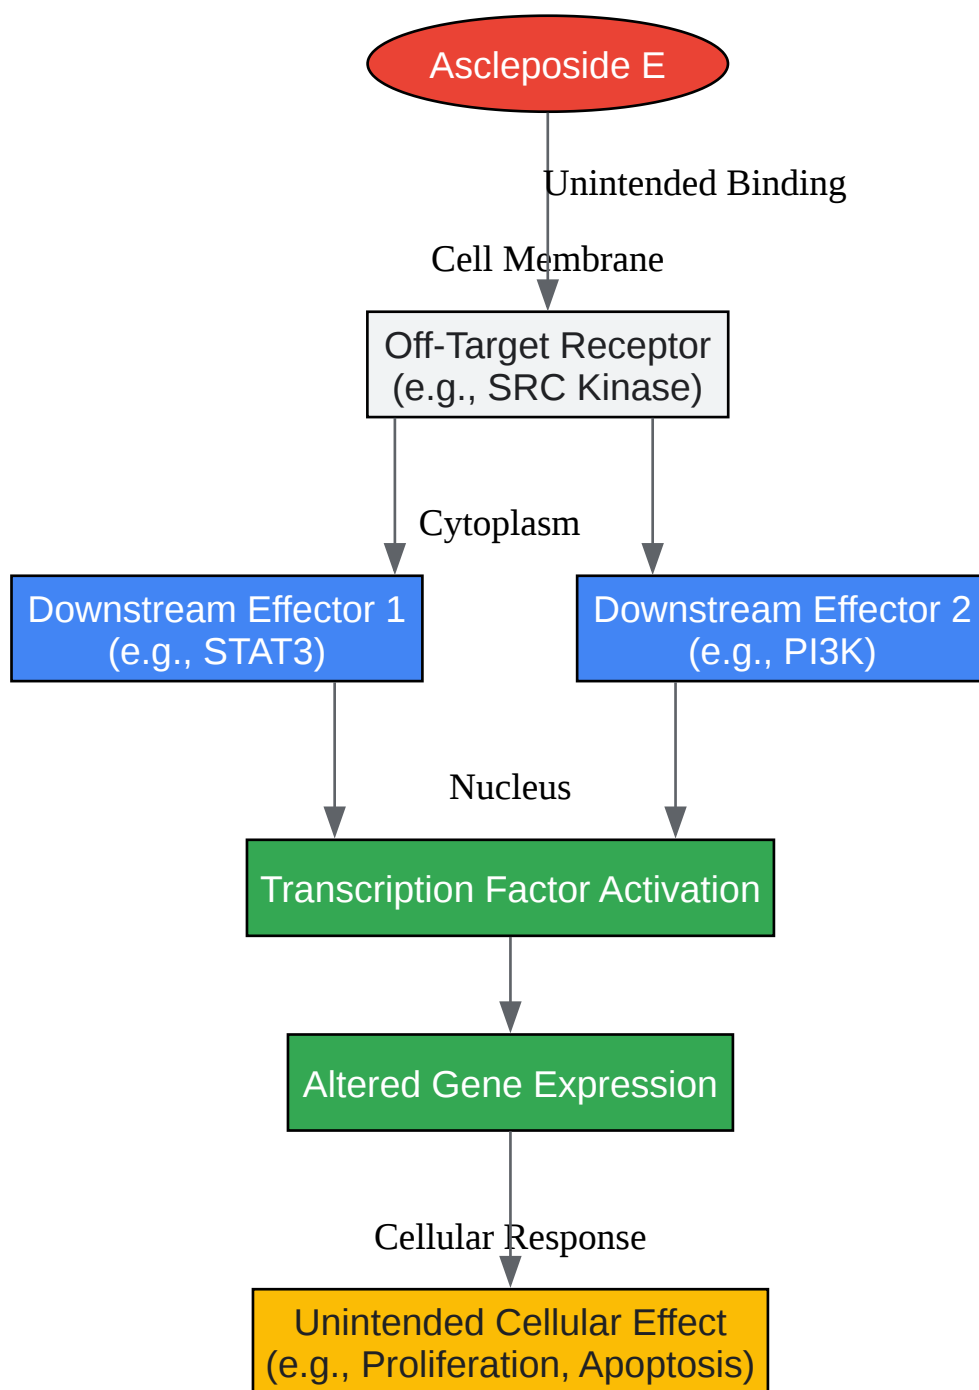 Ascleposide E
Unintended Binding
Cell Membrane
Off-Target Receptor
(e.g., SRC Kinase)
Cytoplasm
Downstream Effector 1
(e.g., STAT3)
Downstream Effector 2
(e.g., PI3K)
Nucleus
Transcription Factor Activation
Altered Gene Expression
Cellular Response
Unintended Cellular Effect
(e.g., Proliferation, Apoptosis)